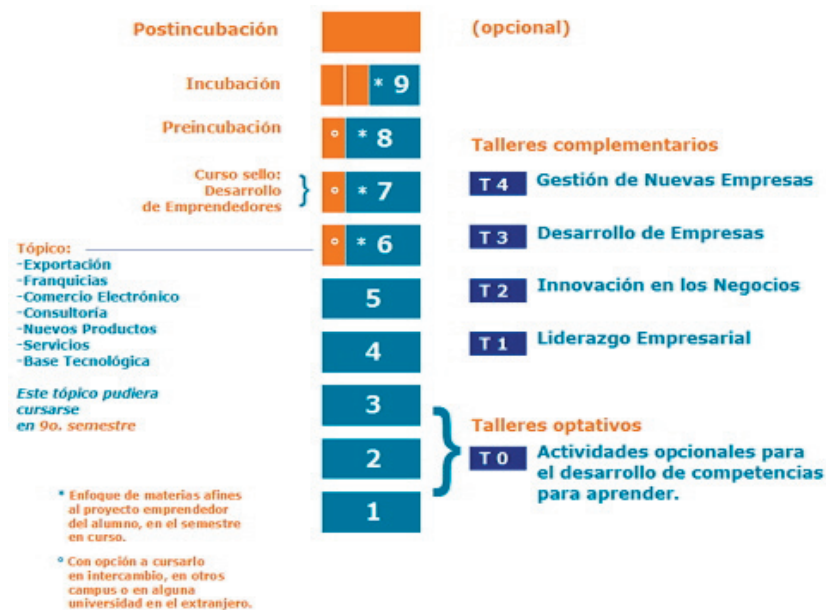 Postincubación
(opcional)
Incubación
* 9
Preincubación
° * 8
Talleres complementarios
Curso sello:
Desarrollo
de Emprendedores
° * 7
T 4 Gestión de Nuevas Empresas
Tópico:
-Exportación
-Franquicias
-Comercio Electrónico
-Consultoría
-Nuevos Productos
-Servicios
-Base Tecnológica
° * 6
T 3 Desarrollo de Empresas
5
T 2 Innovación en los Negocios
4
T 1 Liderazgo Empresarial
Este tópico pudiera
cursarse
en 9o. semestre
3
2
1
Talleres optativos
T 0 Actividades opcionales para
el desarrollo de competencias
para aprender.
* Enfoque de materias afines
al proyecto emprendedor
del alumno, en el semestre
en curso.
° Con opción a cursarlo
en intercambio, en otros
campus o en alguna
universidad en el extranjero.